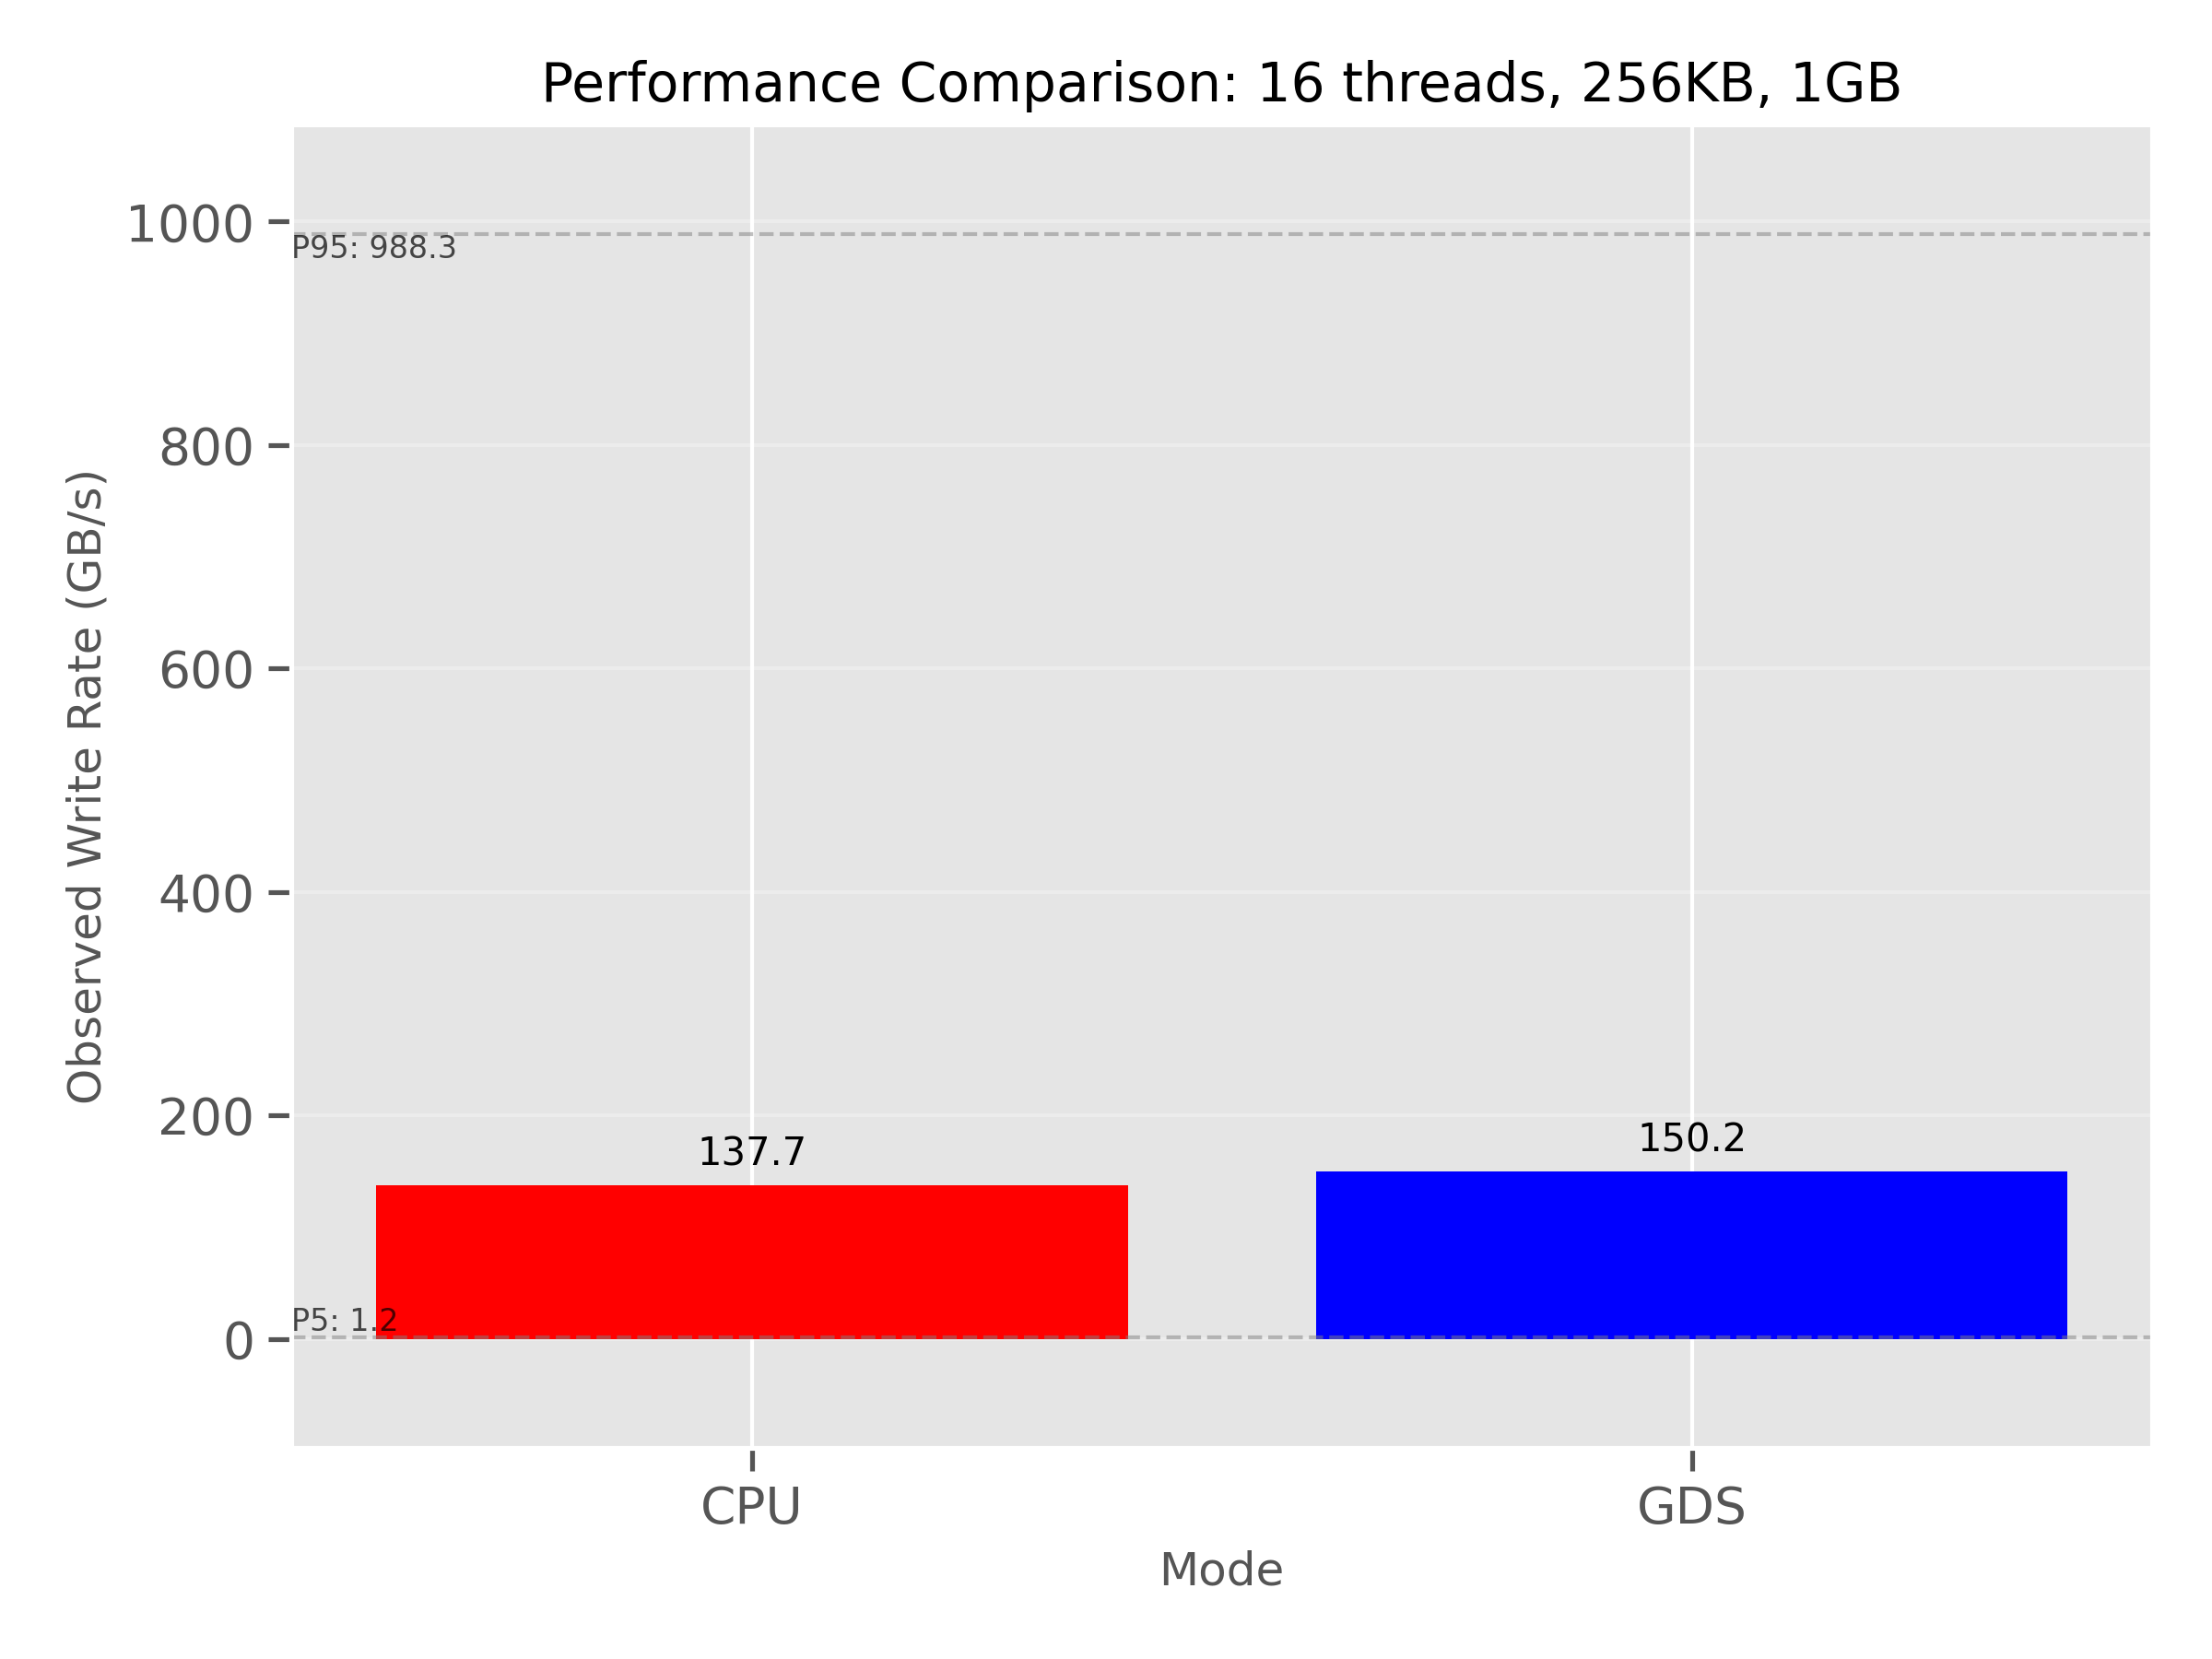 Performance Comparison: 16 threads, 256KB, 1GB
Observed Write Rate (GB/s)
1000
P95: 988.3
800
600
400
200
137.7
150.2
P5: 1.2
0
CPU
GDS
Mode